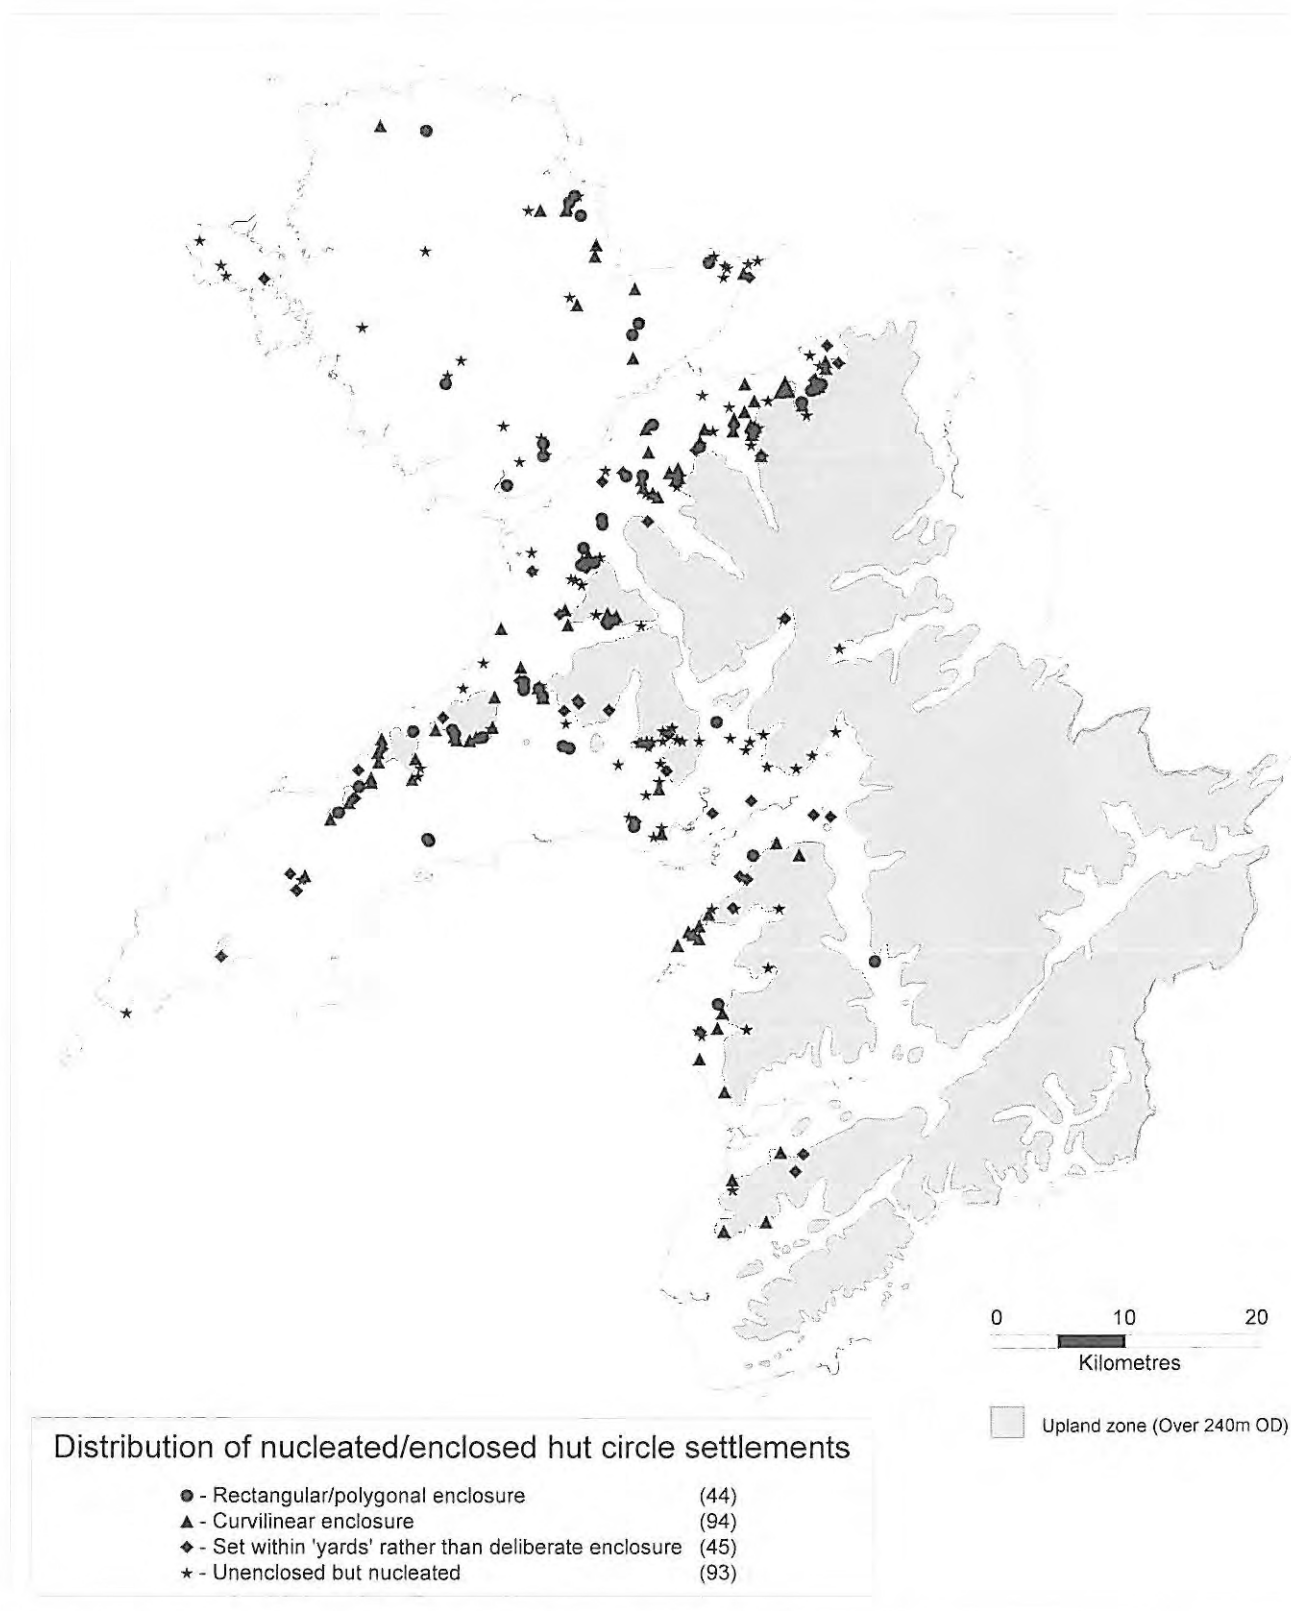 0 10 20
Kilometres
Upland zone (Over 240m OD)
Distribution of nucleated/enclosed hut circle settlements
- Rectangular/polygonal enclosure (44)
- Curvilinear enclosure (94)
- Set within 'yards' rather than deliberate enclosure (45)
- Unenclosed but nucleated (93)